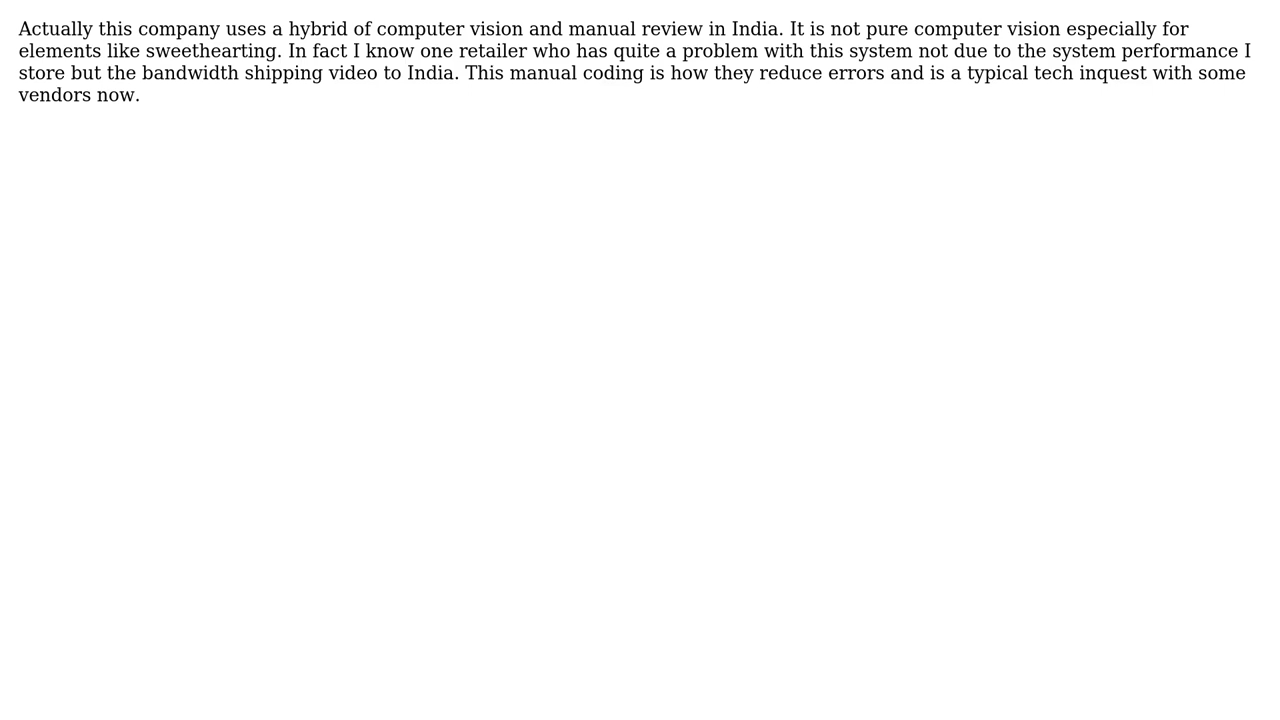 Actually this company uses a hybrid of computer vision and manual review in India. It is not pure computer vision especially for
elements like sweethearting. In fact I know one retailer who has quite a problem with this system not due to the system performance I
store but the bandwidth shipping video to India. This manual coding is how they reduce errors and is a typical tech inquest with some
vendors now.